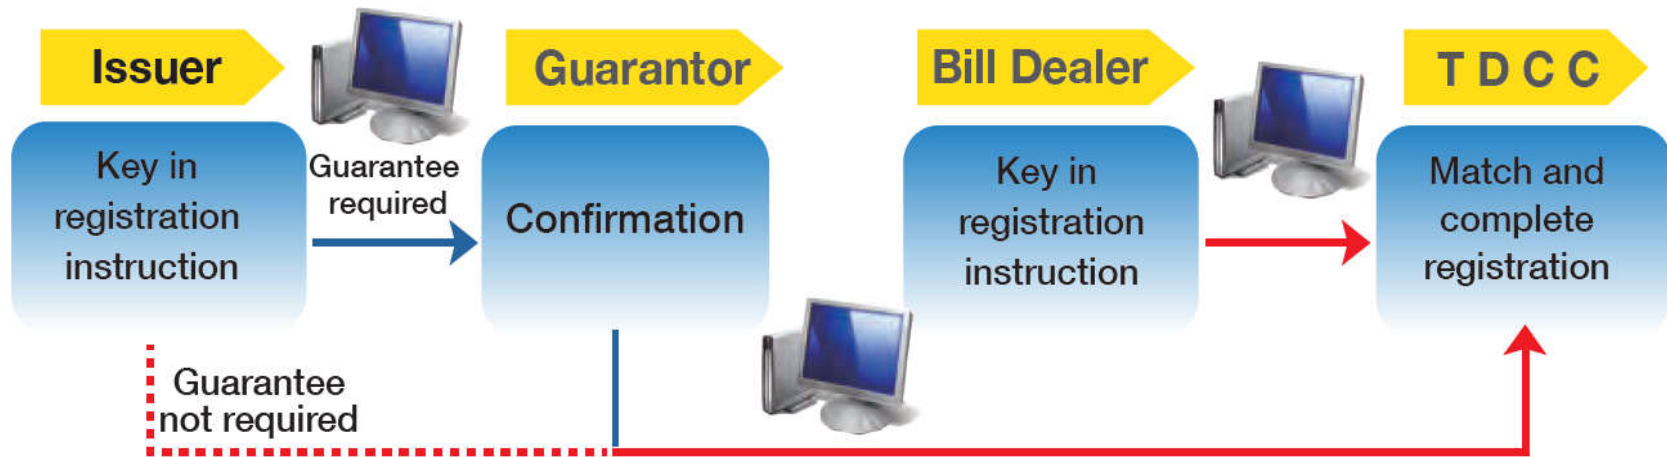 Issuer
Key in
registration
instruction
Guarantee
required
Guarantor
Confirmation
Bill Dealer
Key in
registration
instruction
T D C C
Match and
complete
registration
Guarantee
not required